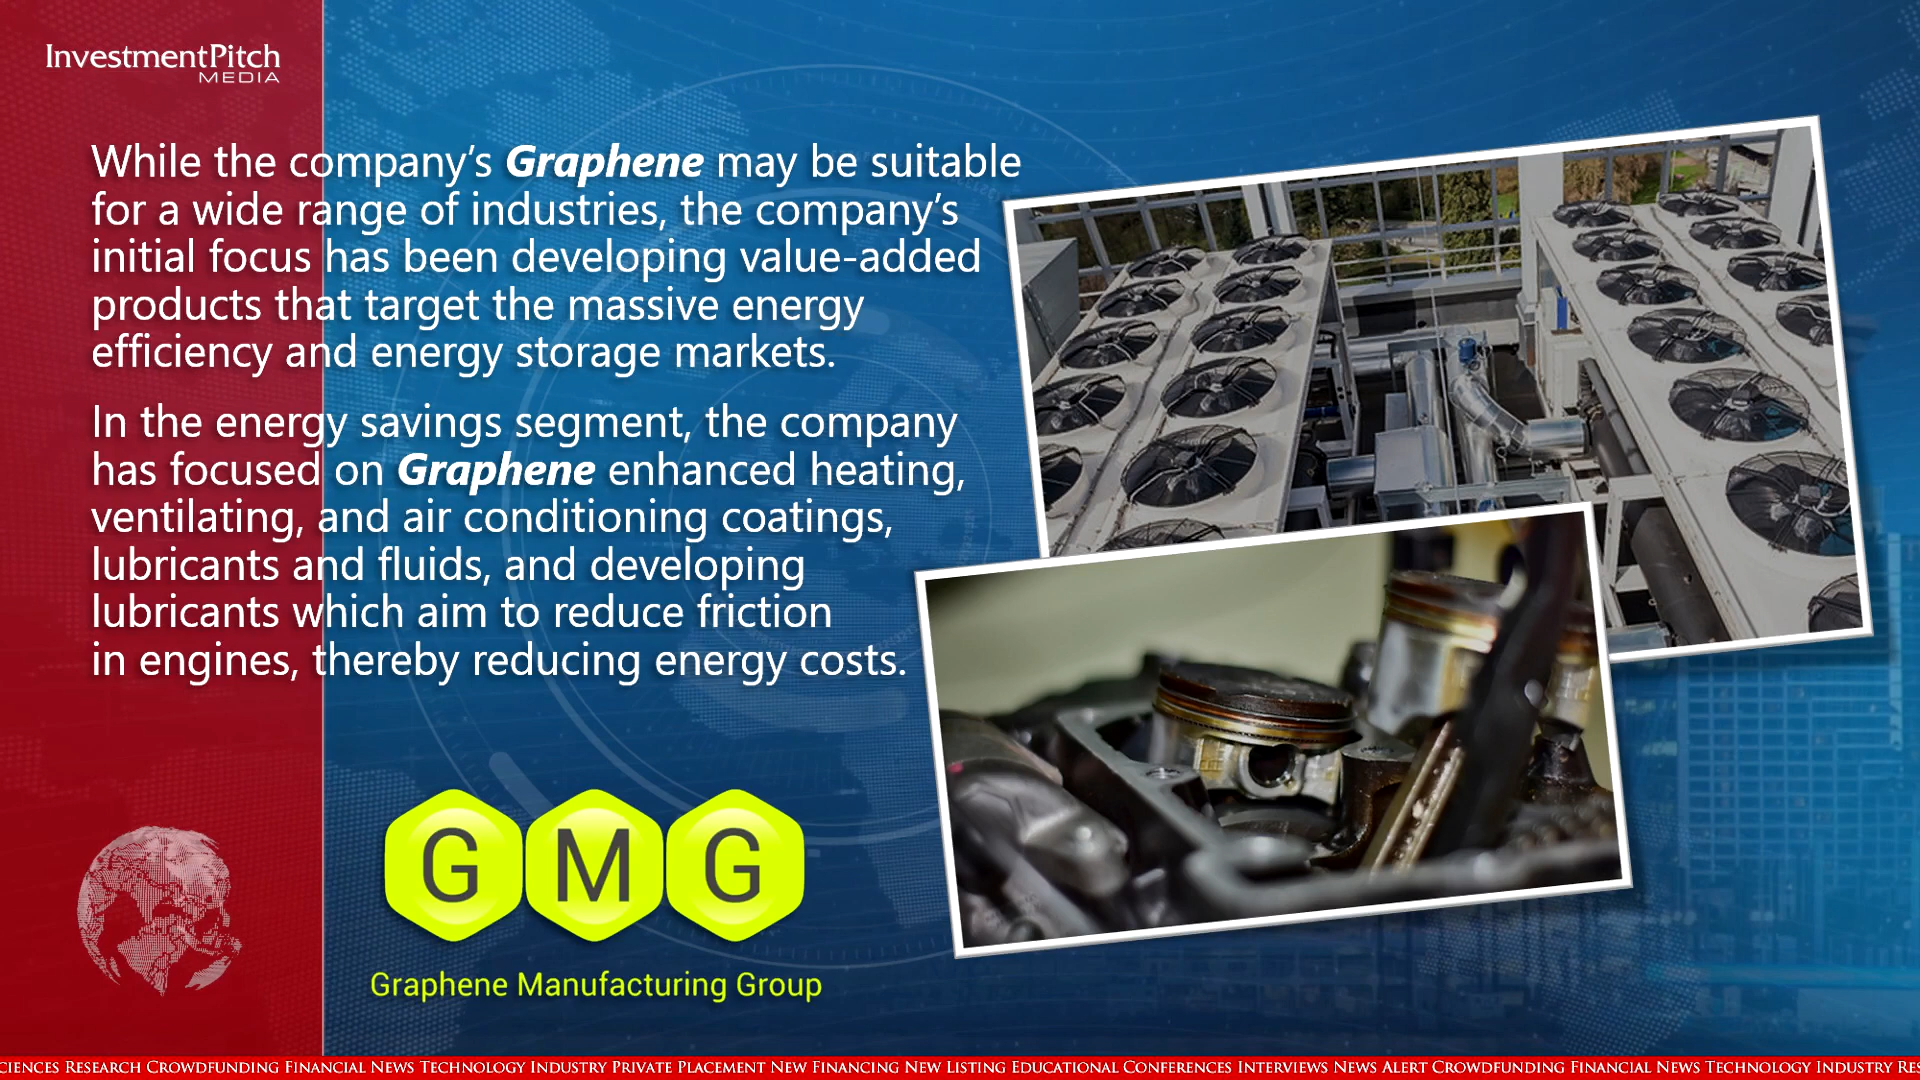 InvestmentPitch
MEDIA
While the company's Graphene may be suitable
for a wide range of industries, the company's
initial focus has been developing value-added
products that target the massive energy
efficiency and energy storage markets.
In the energy savings segment, the company
has focused on Graphene enhanced heating,
ventilating, and air conditioning coatings,
lubricants and fluids, and developing
lubricants which aim to reduce friction
in engines, thereby reducing energy costs.
G M G
Graphene Manufacturing Group
CIENCES RESEARCH CROWDFUNDING FINANCIAL NEWS TECHNOLOGY INDUSTRY PRIVATE PLACEMENT NEW FINANCING NEW LISTING EDUCATIONAL CONFERENCES INTERVIEWS NEWS ALERT CROWDFUNDING FINANCIAL NEWS TECHNOLOGY INDUSTRY RES